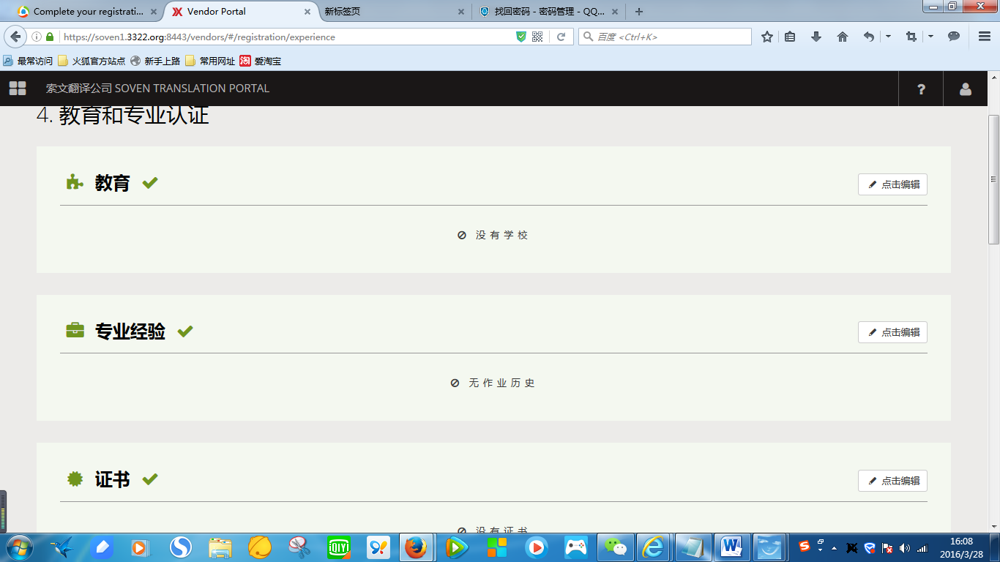 Complete your registrati...
Vendor Portal
新标签页
找回密码 - 密码管理 - QQ...
https://soven1.3322.org:8443/vendors/#/registration/experience
百度 <Ctrl+K>
最常访问 火狐官方站点 新手上路 常用网址 淘 爱淘宝
索文翻译公司 SOVEN TRANSLATION PORTAL
?
4. 教育和专业认证
教育
点击编辑
没有学校
专业经验
点击编辑
无作业历史
证书
点击编辑
没有证书
iQIYI
16:08
2016/3/28